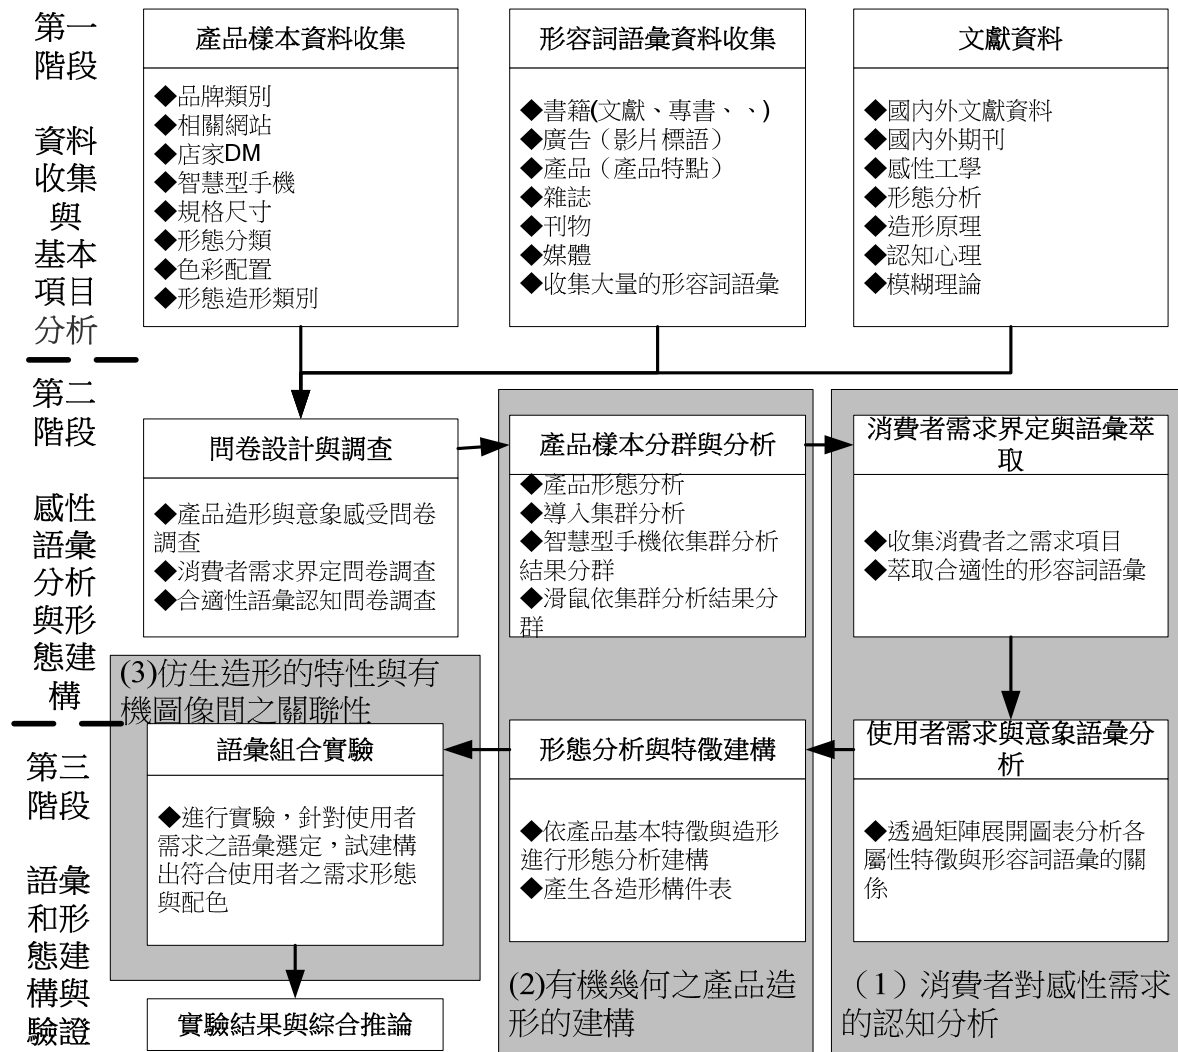 第一
階段
資料
收集
與
基本
項目
分析
產品樣本資料收集
◆品牌類別
◆相關網站
◆店家DM
◆智慧型手機
◆規格尺寸
◆形態分類
◆色彩配置
◆形態造形類別
形容詞語彙資料收集
◆書籍(文獻、專書、、)
◆廣告（影片標語）
◆產品（產品特點）
◆雜誌
◆刊物
◆媒體
◆收集大量的形容詞語彙
文獻資料
◆國內外文獻資料
◆國內外期刊
◆感性工學
◆形態分析
◆造形原理
◆認知心理
◆模糊理論
第二
階段
感性
語彙
分析
與形
態建
構
問卷設計與調查
◆產品造形與意象感受問卷
調查
◆消費者需求界定問卷調查
◆合適性語彙認知問卷調查
產品樣本分群與分析
◆產品形態分析
◆導入集群分析
◆智慧型手機依集群分析
結果分群
◆滑鼠依集群分析結果分
群
消費者需求界定與語彙萃
取
◆收集消費者之需求項目
◆萃取合適性的形容詞語彙
第三
階段
語彙
和形
態建
構與
驗證
(3)仿生造形的特性與有
機圖像間之關聯性
語彙組合實驗
◆進行實驗，針對使用者
需求之語彙選定，試建構
出符合使用者之需求形態
與配色
形態分析與特徵建構
◆依產品基本特徵與造形
進行形態分析建構
◆產生各造形構件表
使用者需求與意象語彙分
析
◆透過矩陣展開圖表分析各
屬性特徵與形容詞語彙的關
係
實驗結果與綜合推論
(2)有機幾何之產品造
形的建構
（1）消費者對感性需求
的認知分析